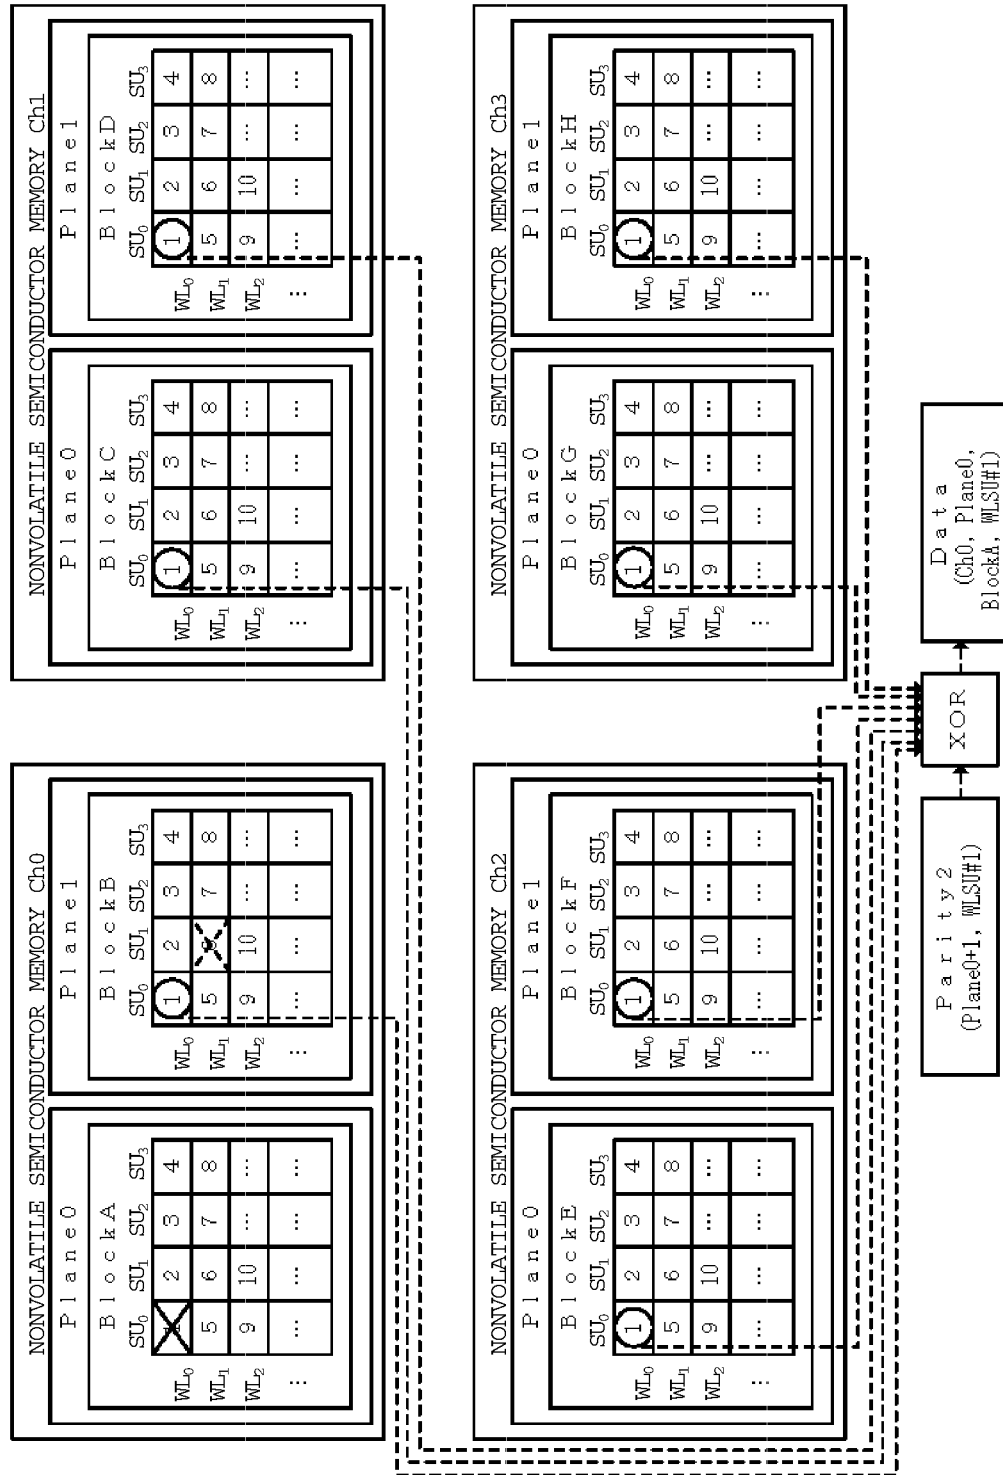 NONVOLATILE SEMICONDUCTOR MEMORY Ch0
Plane0
BlockA
SU₀ SU₁ SU₂ SU₃
WL₀ 2 3 4
WL₁ 5 6 7 8
WL₂ 9 10 ... ...
... ... ... ... ...
Plane1
BlockB
SU₀ SU₁ SU₂ SU₃
WL₀ 1 2 3 4
WL₁ 5 7 8
WL₂ 9 10 ... ...
... ... ... ... ...
NONVOLATILE SEMICONDUCTOR MEMORY Ch1
Plane0
BlockC
SU₀ SU₁ SU₂ SU₃
WL₀ 1 2 3 4
WL₁ 5 6 7 8
WL₂ 9 10 ... ...
... ... ... ... ...
Plane1
BlockD
SU₀ SU₁ SU₂ SU₃
WL₀ 1 2 3 4
WL₁ 5 6 7 8
WL₂ 9 10 ... ...
... ... ... ... ...
NONVOLATILE SEMICONDUCTOR MEMORY Ch2
Plane0
BlockE
SU₀ SU₁ SU₂ SU₃
WL₀ 1 2 3 4
WL₁ 5 6 7 8
WL₂ 9 10 ... ...
... ... ... ... ...
Plane1
BlockF
SU₀ SU₁ SU₂ SU₃
WL₀ 1 2 3 4
WL₁ 5 6 7 8
WL₂ 9 10 ... ...
... ... ... ... ...
NONVOLATILE SEMICONDUCTOR MEMORY Ch3
Plane0
BlockG
SU₀ SU₁ SU₂ SU₃
WL₀ 1 2 3 4
WL₁ 5 6 7 8
WL₂ 9 10 ... ...
... ... ... ... ...
Plane1
BlockH
SU₀ SU₁ SU₂ SU₃
WL₀ 1 2 3 4
WL₁ 5 6 7 8
WL₂ 9 10 ... ...
... ... ... ... ...
Parity2
(Plane0+1, WLSU#1)
XOR
Data
(Ch0, Plane0,
BlockA, WLSU#1)